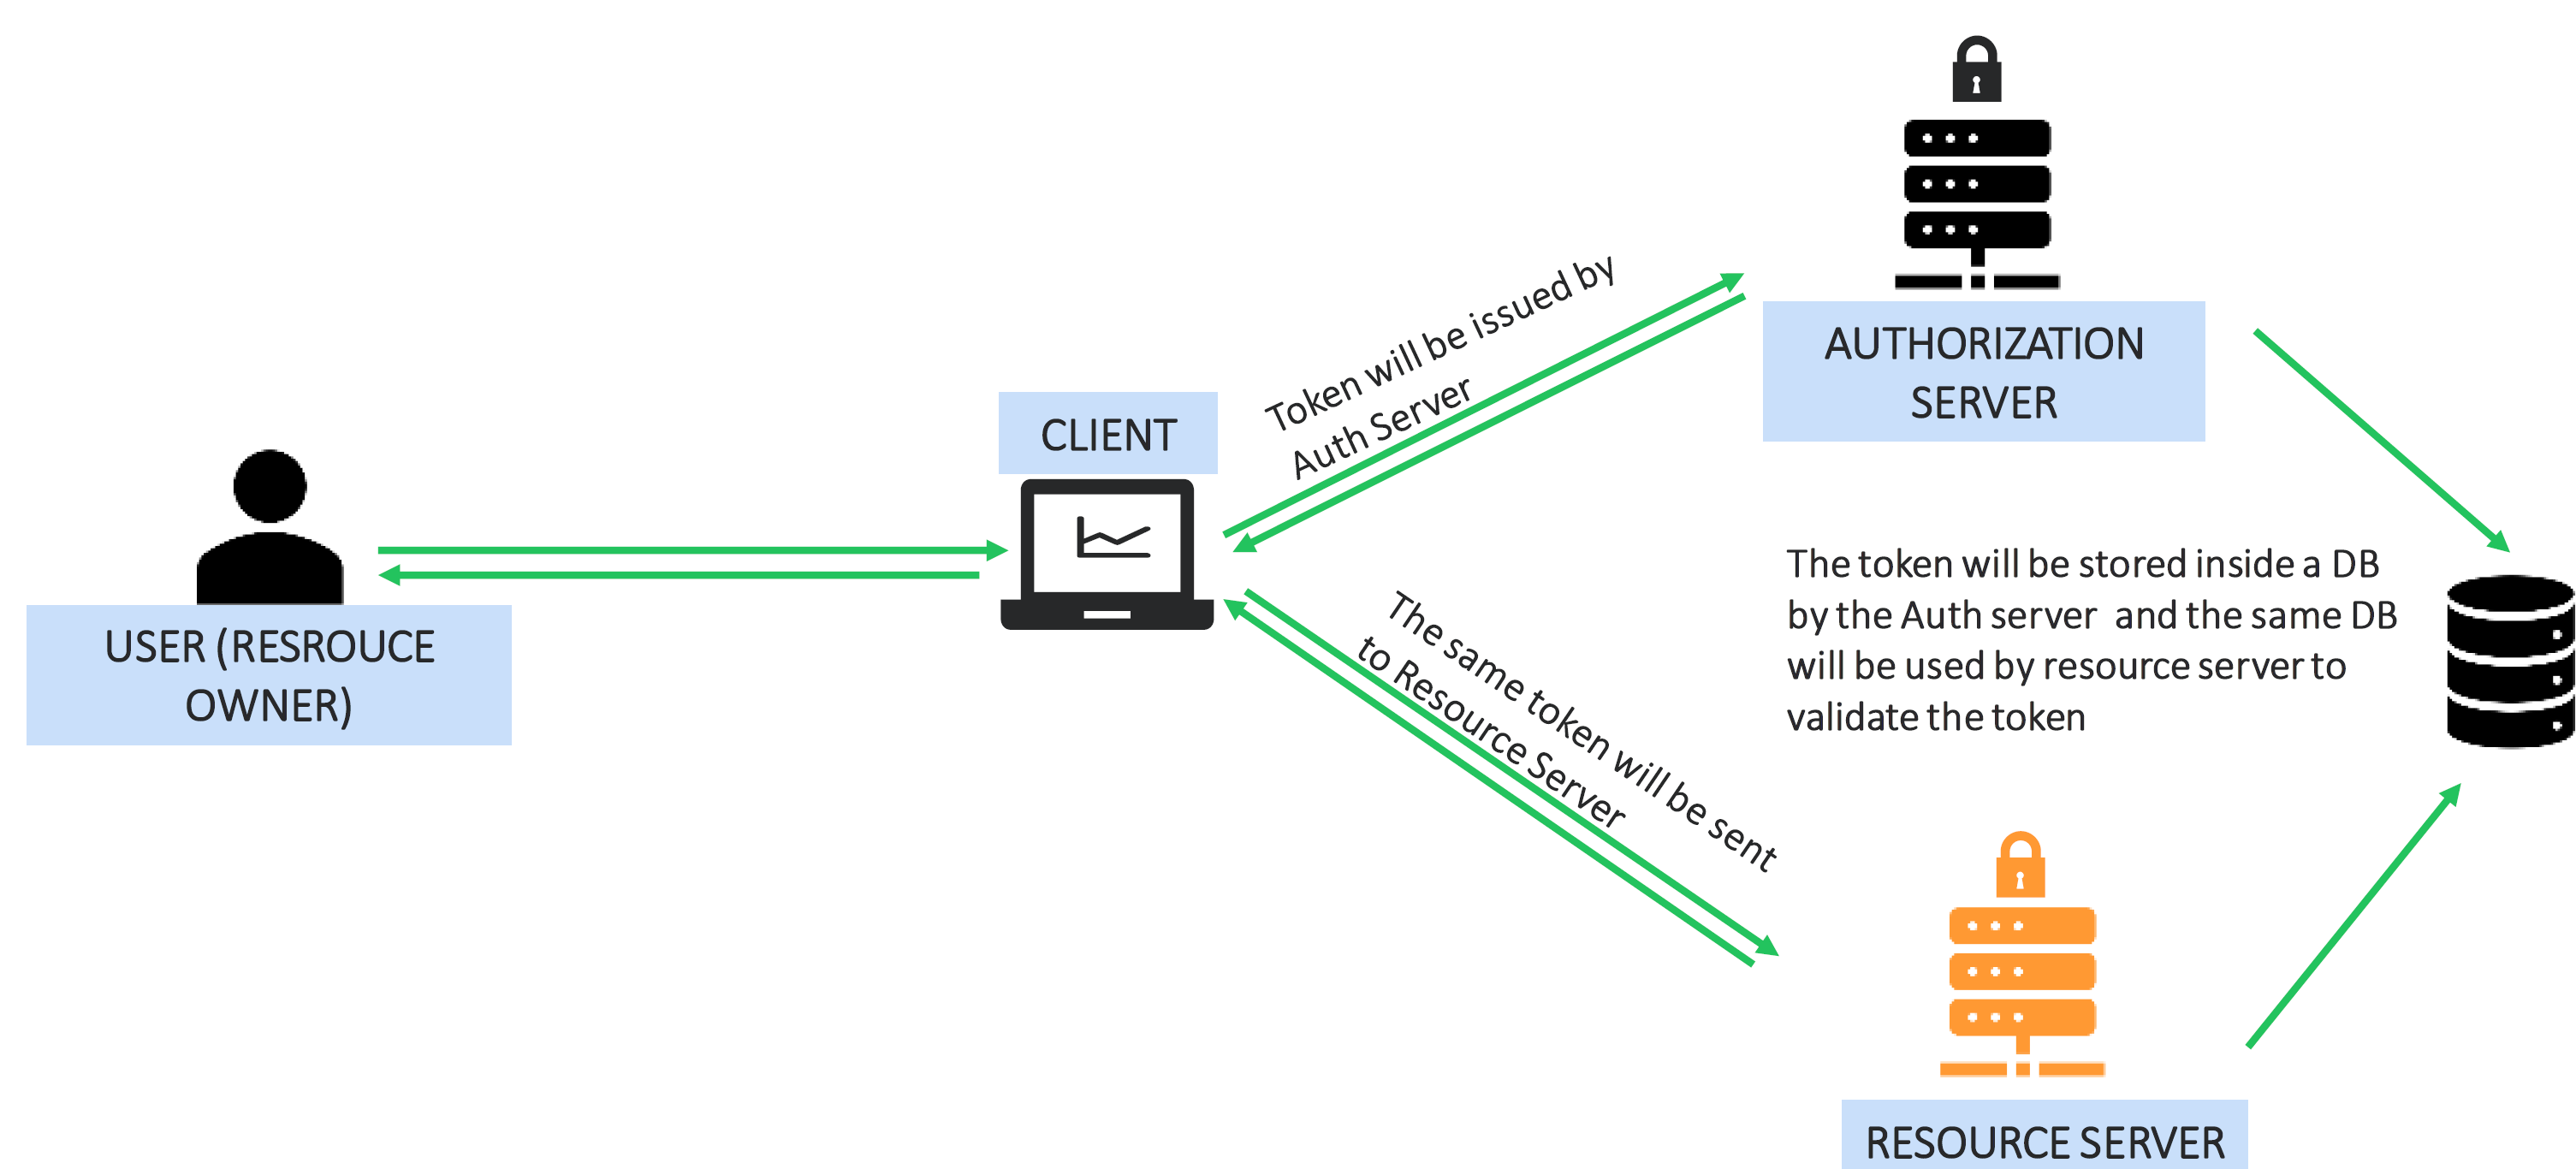 USER (RESROUCE
OWNER)
CLIENT
Token will be issued by
Auth Server
The same token will be sent
to Resource Server
AUTHORIZATION
SERVER
The token will be stored inside a DB
by the Auth server and the same DB
will be used by resource server to
validate the token
RESOURCE SERVER